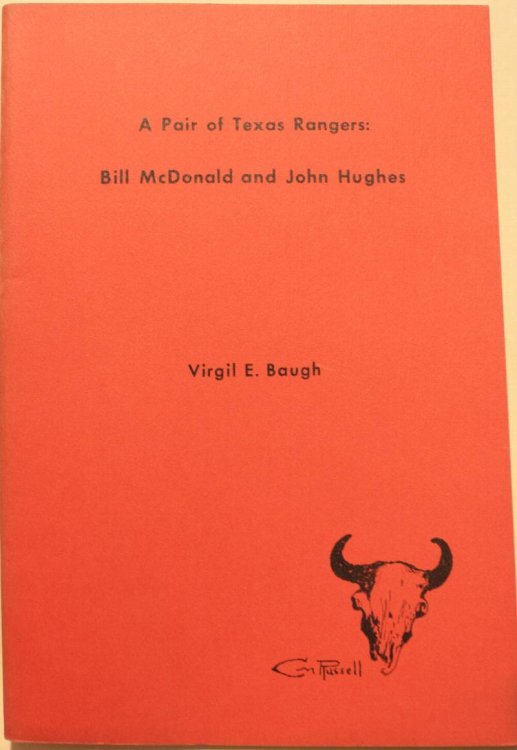 A Pair of Texas Rangers:
Bill McDonald and John Hughes
Virgil E. Baugh
CM Russell